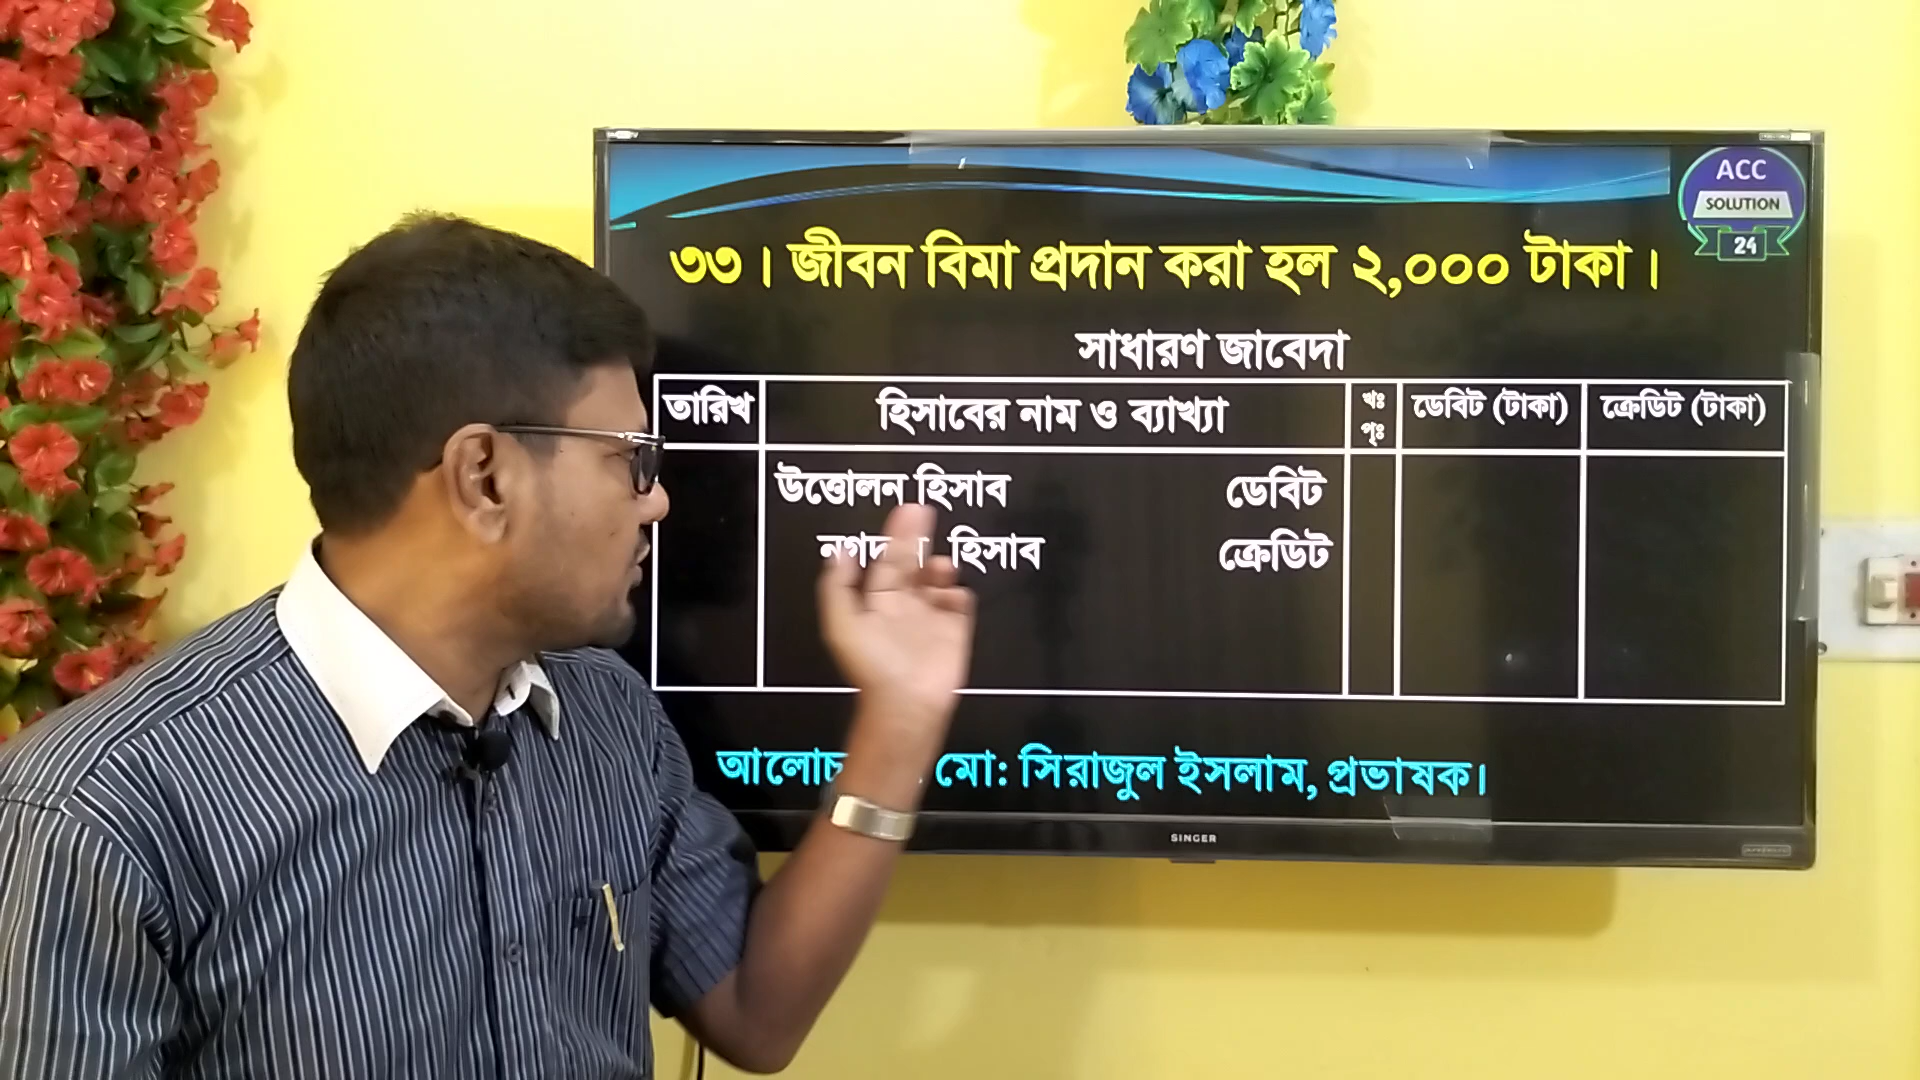 ACC
SOLUTION
24
৩৩। জীবন বিমা প্রদান করা হল ২,০০০ টাকা।
সাধারণ জাবেদা
তারিখ হিসাবের নাম ও ব্যাখ্যা খঃ পৃঃ ডেবিট (টাকা) ক্রেডিট (টাকা)
উত্তোলন হিসাব ডেবিট
হিসাব ক্রেডিট
মো: সিরাজুল ইসলাম, প্রভাষক।
SINGER